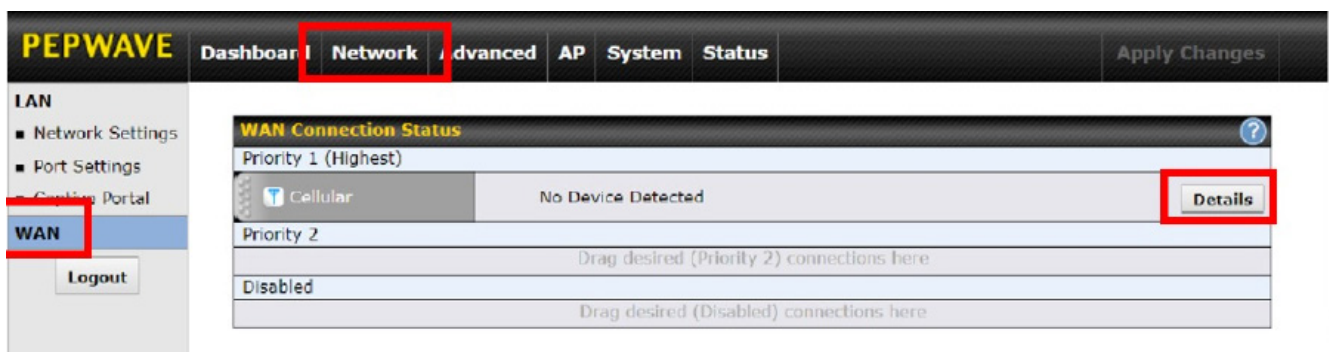 PEPWAVE Dashboard Network Advanced AP System Status Apply Changes
LAN
Network Settings
Port Settings
Captive Portal
WAN
Logout
WAN Connection Status ?
Priority 1 (Highest)
Cellular No Device Detected Details
Priority 2
Drag desired (Priority 2) connections here
Disabled
Drag desired (Disabled) connections here